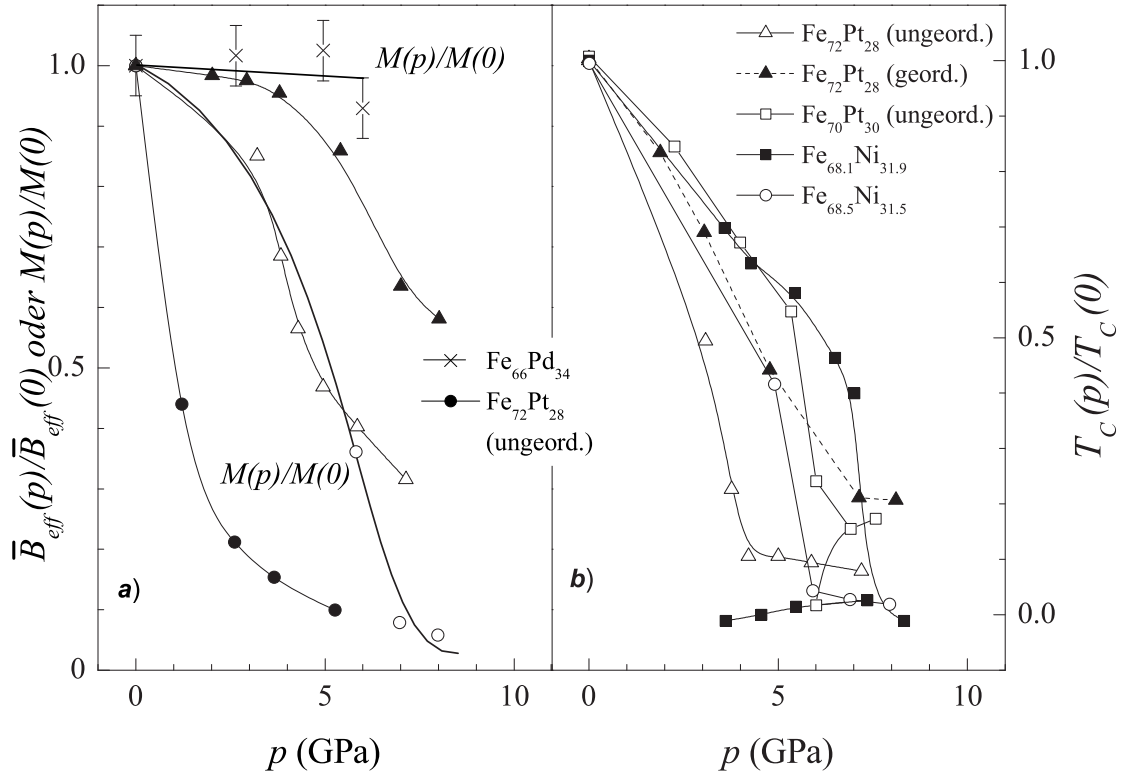 B̅eff(p)/B̅eff(0) oder M(p)/M(0)
1.0
0.5
0
M(p)/M(0)
Fe66Pd34
Fe72Pt28
(ungeord.)
M(p)/M(0)
a)
0 5 10
p (GPa)
Fe72Pt28 (ungeord.)
Fe72Pt28 (geord.)
Fe70Pt30 (ungeord.)
Fe68.1Ni31.9
Fe68.5Ni31.5
b)
0 5 10
p (GPa)
1.0
0.5
0.0
TC(p)/TC(0)